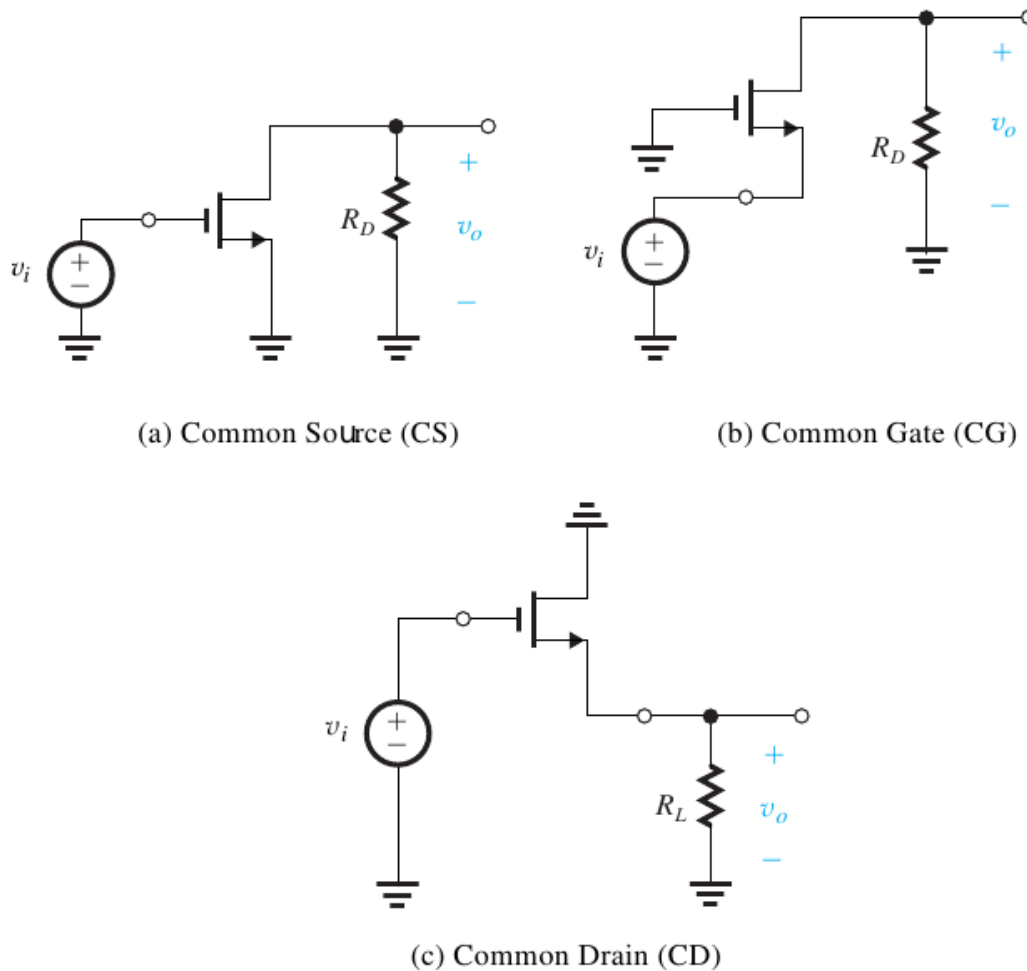 +
v_o
−
R_D
v_i
+
−
(a) Common Source (CS)
+
v_o
−
R_D
v_i
+
−
(b) Common Gate (CG)
v_i
+
−
R_L
+
v_o
−
(c) Common Drain (CD)